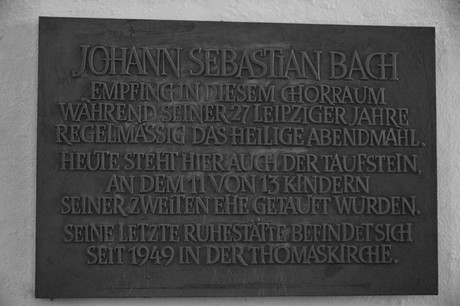 JOHANN SEBASTIAN BACH
EMPFING IN DIESEM CHORRAUM
WÄHREND SEINER 27 LEIPZIGER JAHRE
REGELMÄSSIG DAS HEILIGE ABENDMAHL.
HEUTE STEHT HIER AUCH DER TAUFSTEIN,
AN DEM 11 VON 13 KINDERN
SEINER ZWEITEN EHE GETAUFT WURDEN.
SEINE LETZTE RUHESTÄTTE BEFINDET SICH
SEIT 1949 IN DER THOMASKIRCHE.